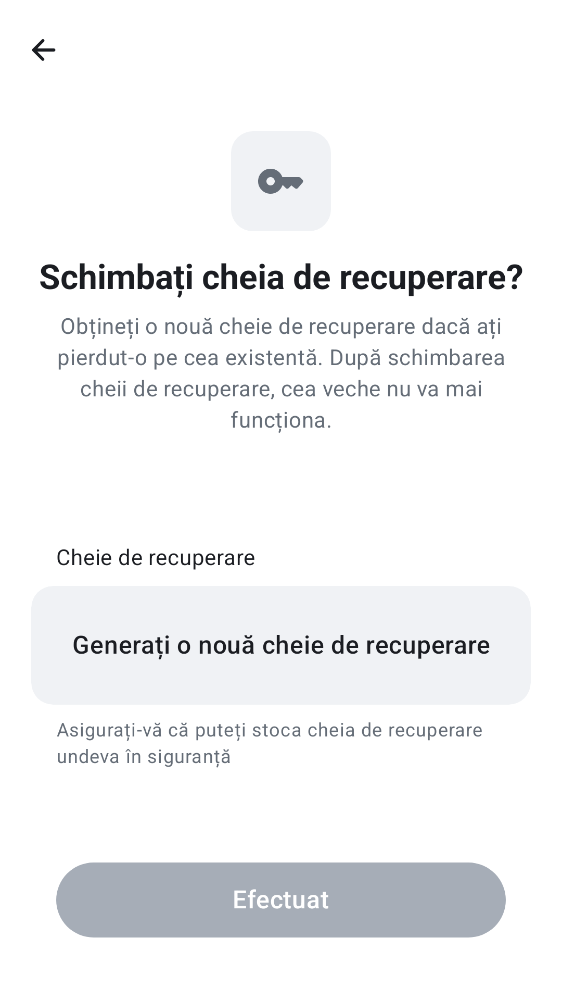 Schimbați cheia de recuperare?
Obțineți o nouă cheie de recuperare dacă ați
pierdut-o pe cea existentă. După schimbarea
cheii de recuperare, cea veche nu va mai
funcționa.
Cheie de recuperare
Generați o nouă cheie de recuperare
Asigurați-vă că puteți stoca cheia de recuperare
undeva în siguranță
Efectuat